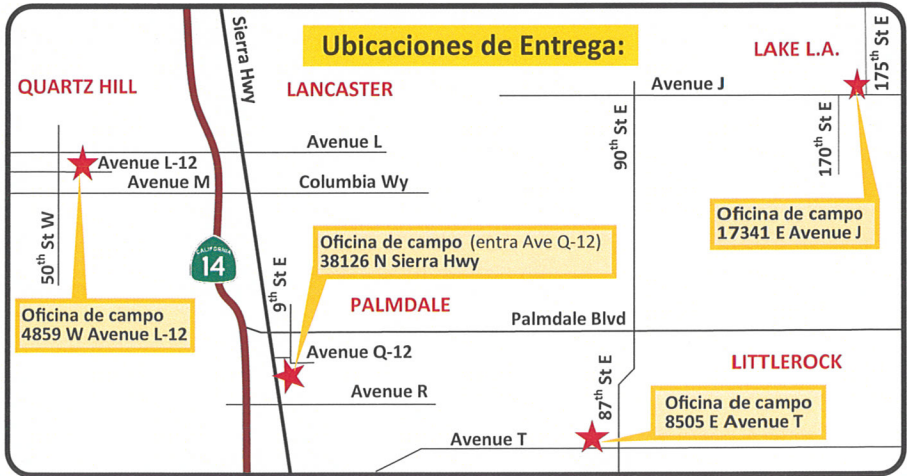 Ubicaciones de Entrega:
Sierra Hwy
LAKE L.A.
175th St E
QUARTZ HILL
LANCASTER
Avenue J
90th St E
170th St E
Avenue L
Avenue L-12
Avenue M
Columbia Wy
50th St W
Oficina de campo
17341 E Avenue J
CALIFORNIA
14
Oficina de campo (entra Ave Q-12)
38126 N Sierra Hwy
9th St E
Oficina de campo
4859 W Avenue L-12
PALMDALE
Palmdale Blvd
Avenue Q-12
LITTLEROCK
87th St E
Avenue R
Oficina de campo
8505 E Avenue T
Avenue T